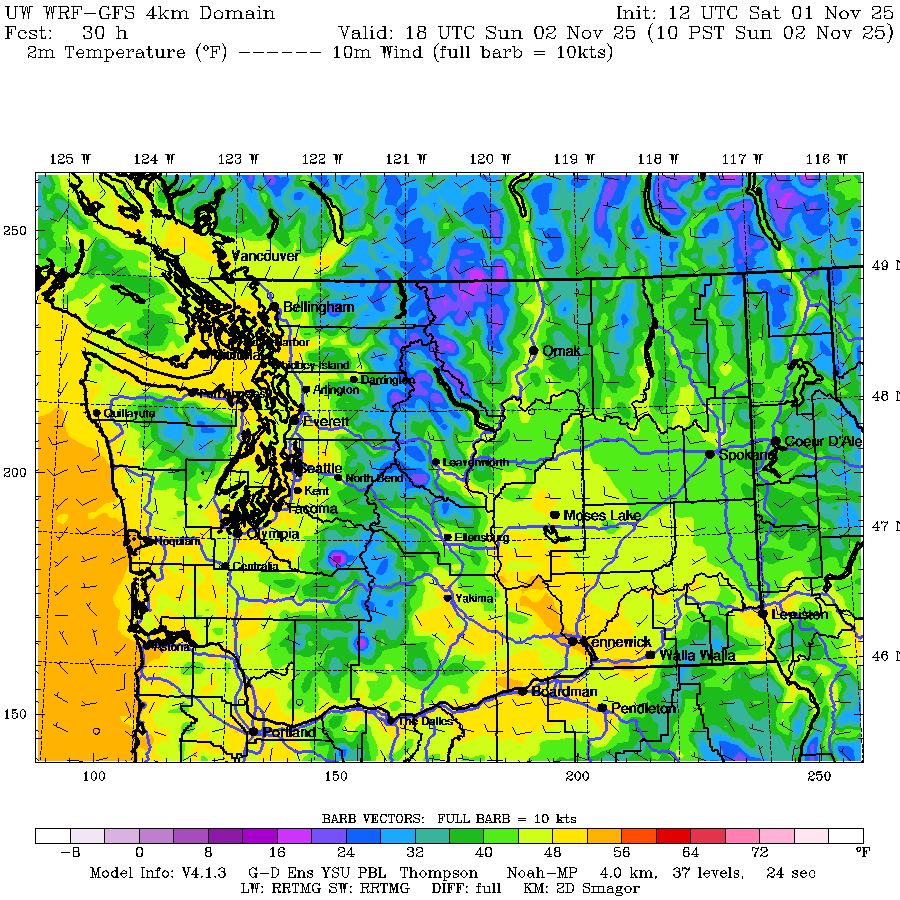 UW WRF-GFS 4km Domain Init: 12 UTC Sat 01 Nov 25
Fcst: 30 h Valid: 18 UTC Sun 02 Nov 25 (10 PST Sun 02 Nov 25)
2m Temperature (°F) ------ 10m Wind (full barb = 10kts)
125 W 124 W 123 W 122 W 121 W 120 W 119 W 118 W 117 W 116 W
250
Vancouver
49 N
Bellingham
Omak
Darrington
Arlington
48 N
Quillayute
Everett
Coeur D'Ale
Spokane
Leavenworth
200
Seattle
North Bend
Kent
Tacoma
Moses Lake
47 N
Olympia
Hoquiam
Ellensburg
Centralia
Yakima
Lewiston
Kennewick
Astoria
Walla Walla
46 N
Boardman
Pendleton
150
The Dalles
Portland
100 150 200 250
BARB VECTORS: FULL BARB = 10 kts
-8 0 8 16 24 32 40 48 56 64 72 °F
Model Info: V4.1.3 G-D Ens YSU PBL Thompson Noah-MP 4.0 km, 37 levels, 24 sec
LW: RRTMG SW: RRTMG DIFF: full KM: 2D Smagor